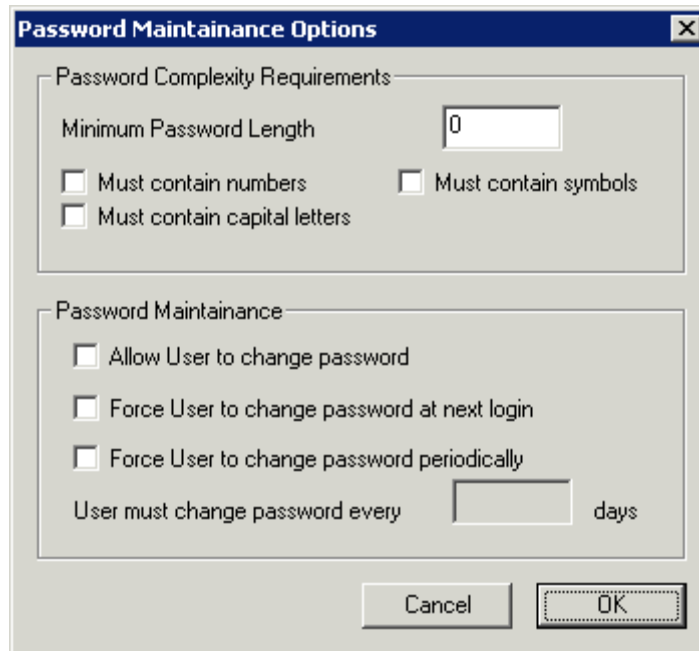 Password Maintainance Options
Password Complexity Requirements
Minimum Password Length 0
Must contain numbers Must contain symbols
Must contain capital letters
Password Maintainance
Allow User to change password
Force User to change password at next login
Force User to change password periodically
User must change password every days
Cancel OK